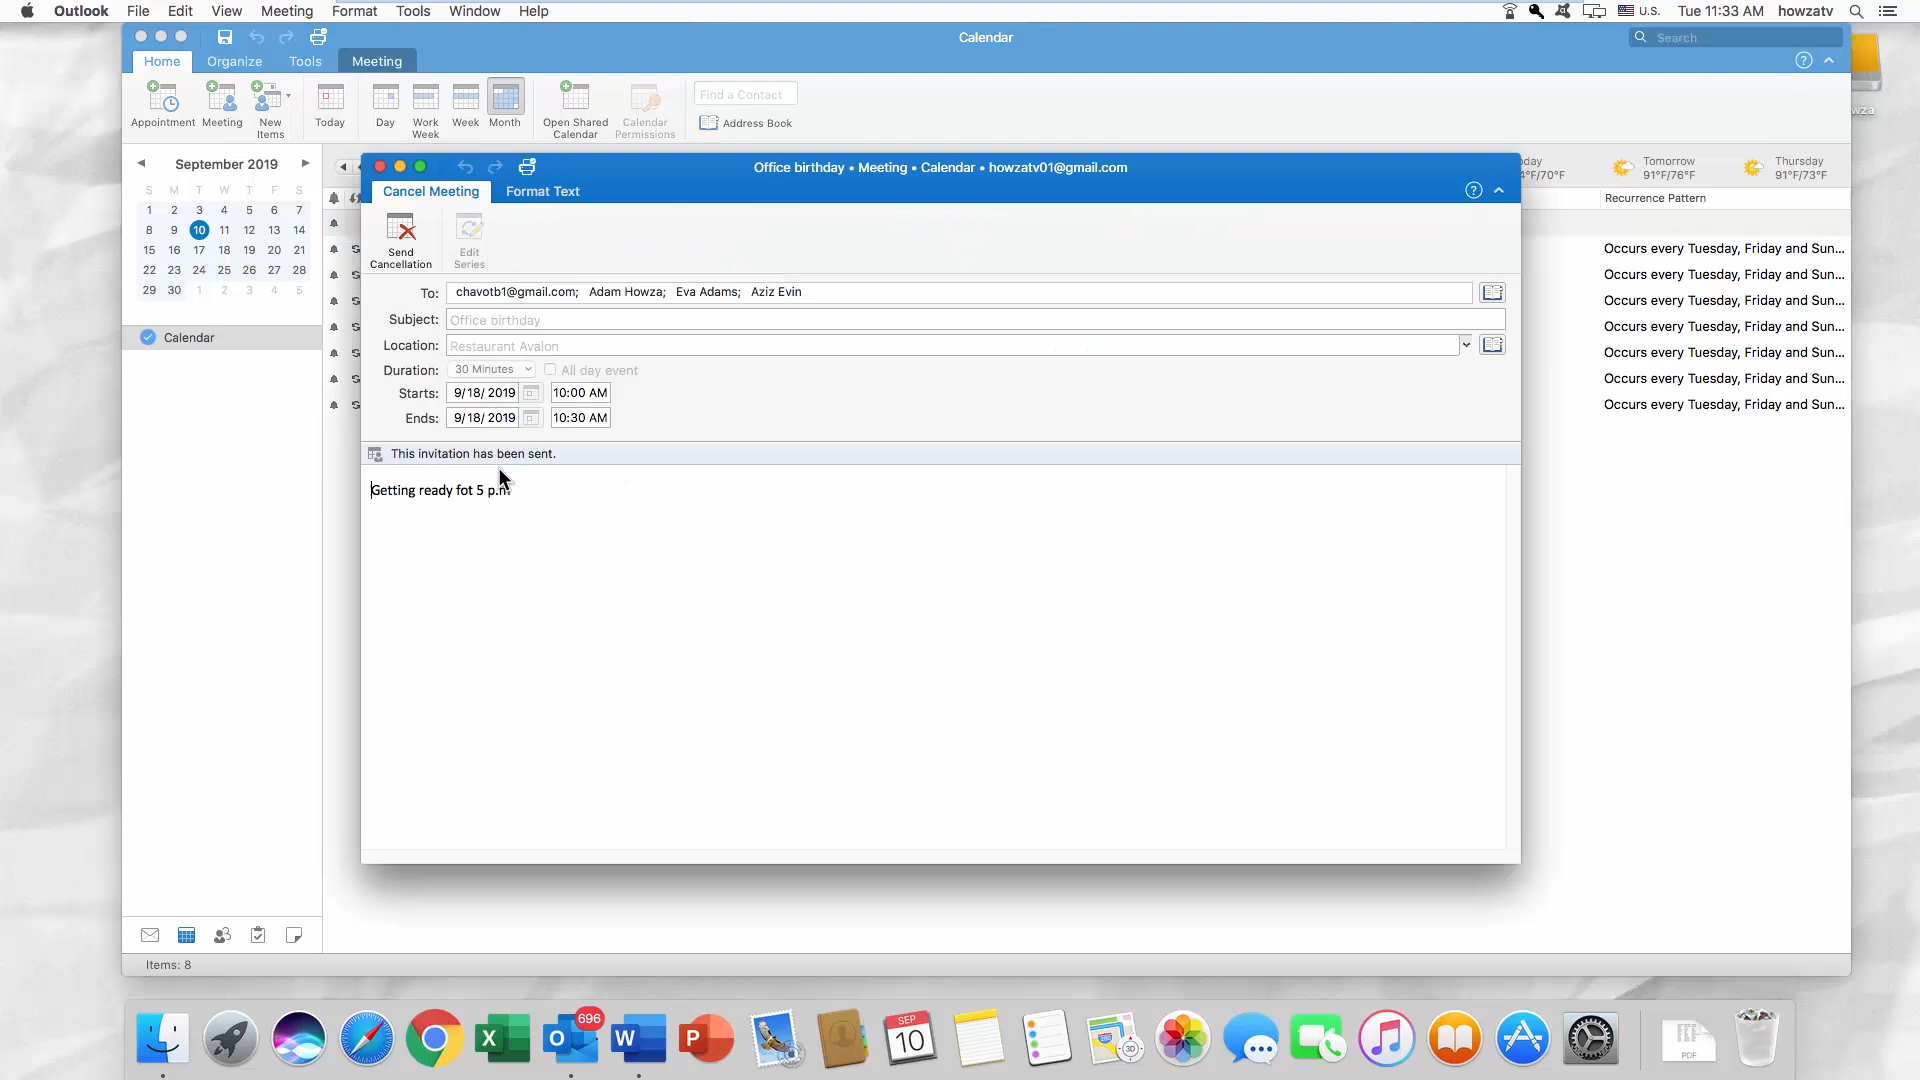 Outlook File Edit View Meeting Format Tools Window Help U.S. Tue 11:33 AM howzatv
Calendar
Search
Home Organize Tools Meeting
Appointment Meeting New Items Today Day Work Week Week Month Open Shared Calendar Calendar Permissions
Find a Contact
Address Book
September 2019
S M T W T F S
1 2 3 4 5 6 7
8 9 10 11 12 13 14
15 16 17 18 19 20 21
22 23 24 25 26 27 28
29 30 1 2 3 4 5
Calendar
Office birthday • Meeting • Calendar • howzatv01@gmail.com
Cancel Meeting Format Text
Send Cancellation
Edit Series
To: chavotb1@gmail.com; Adam Howza; Eva Adams; Aziz Evin
Subject: Office birthday
Location: Restaurant Avalon
Duration: 30 Minutes All day event
Starts: 9/18/2019 10:00 AM
Ends: 9/18/2019 10:30 AM
This invitation has been sent.
Getting ready fot 5 p.m
Tomorrow
91°F/76°F
Thursday
91°F/73°F
Recurrence Pattern
Occurs every Tuesday, Friday and Sun...
Occurs every Tuesday, Friday and Sun...
Occurs every Tuesday, Friday and Sun...
Occurs every Tuesday, Friday and Sun...
Occurs every Tuesday, Friday and Sun...
Occurs every Tuesday, Friday and Sun...
Occurs every Tuesday, Friday and Sun...
Items: 8
696
SEP
10
3D
PDF